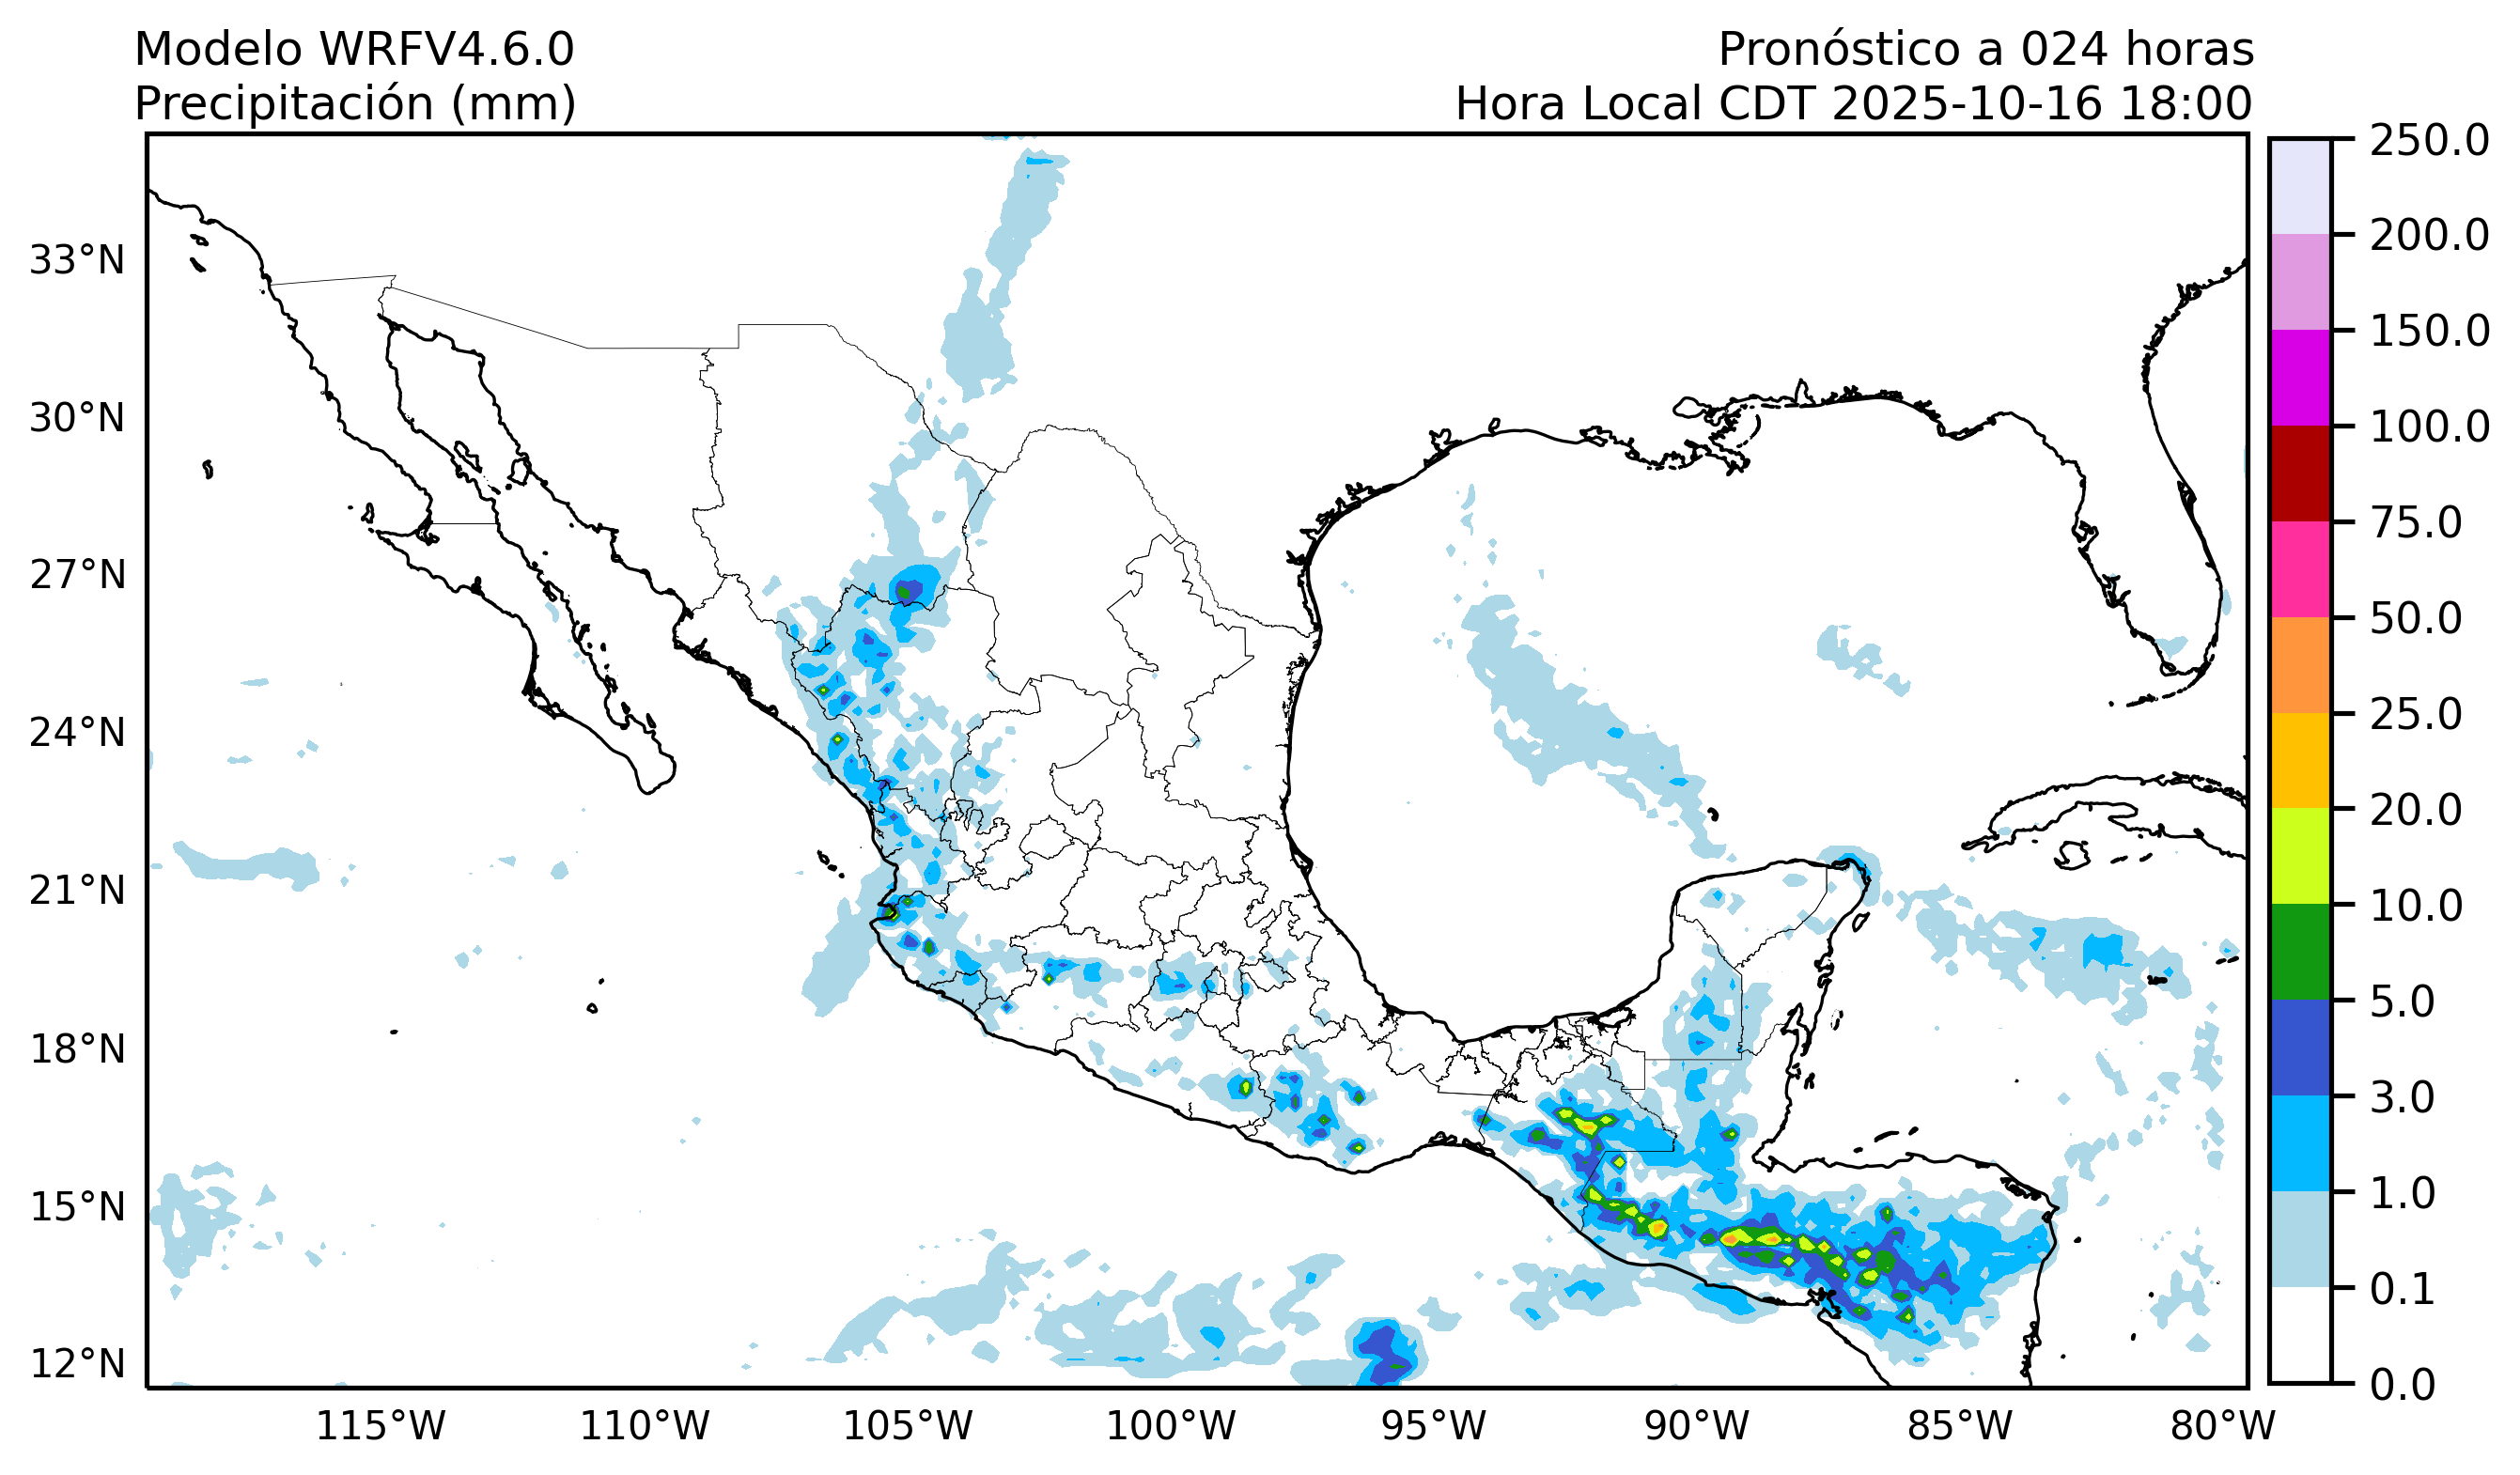 Modelo WRFV4.6.0
Precipitación (mm)
Pronóstico a 024 horas
Hora Local CDT 2025-10-16 18:00
33°N
30°N
27°N
24°N
21°N
18°N
15°N
12°N
115°W
110°W
105°W
100°W
95°W
90°W
85°W
80°W
250.0
200.0
150.0
100.0
75.0
50.0
25.0
20.0
10.0
5.0
3.0
1.0
0.1
0.0